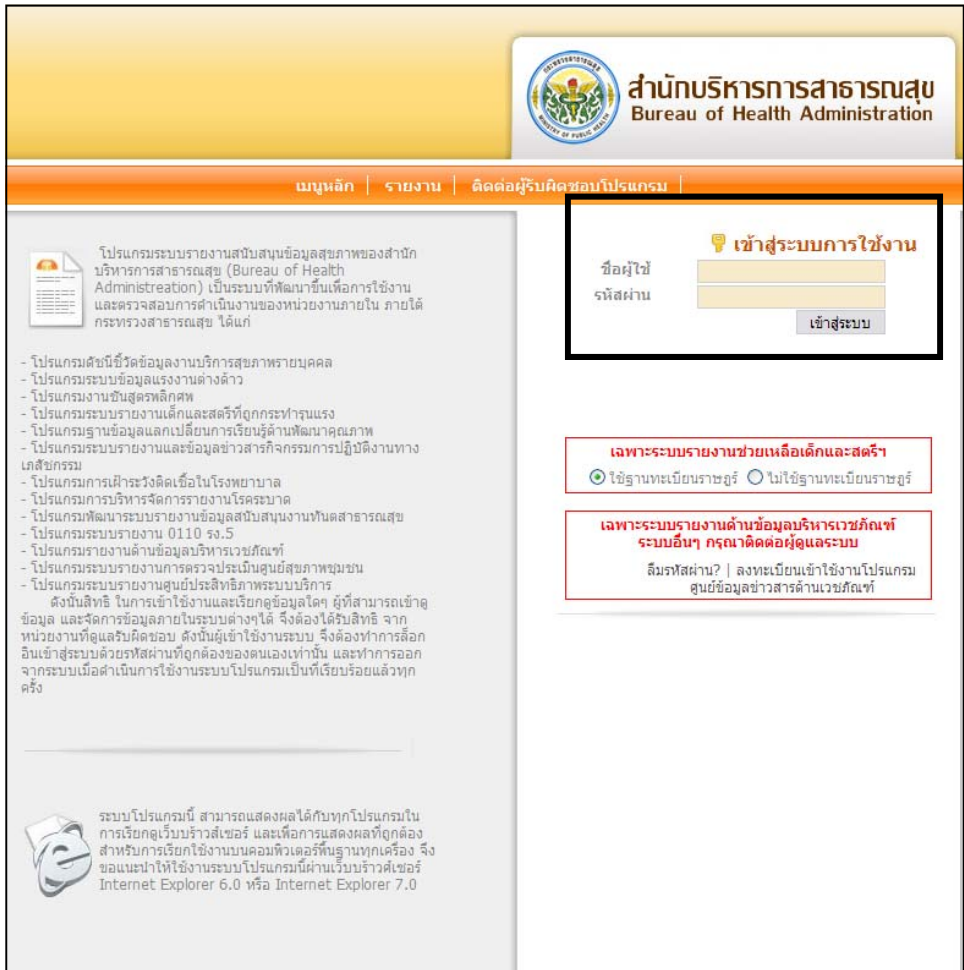 กระทรวงสาธารณสุข
MINISTRY OF PUBLIC HEALTH
สำนักบริหารการสาธารณสุข
Bureau of Health Administration
เมนูหลัก | รายงาน | ติดต่อผู้รับผิดชอบโปรแกรม |
โปรแกรมระบบรายงานสนับสนุนข้อมูลสุขภาพของสำนัก
บริหารการสาธารณสุข (Bureau of Health
Administreation) เป็นระบบที่พัฒนาขึ้นเพื่อการใช้งาน
และตรวจสอบการดำเนินงานของหน่วยงานภายใน ภายใต้
กระทรวงสาธารณสุข ได้แก่
- โปรแกรมดัชนีชี้วัดข้อมูลงานบริการสุขภาพรายบุคคล
- โปรแกรมระบบข้อมูลแรงงานต่างด้าว
- โปรแกรมงานชันสูตรพลิกศพ
- โปรแกรมระบบรายงานเด็กและสตรีที่ถูกกระทำรุนแรง
- โปรแกรมฐานข้อมูลแลกเปลี่ยนการเรียนรู้ด้านพัฒนาคุณภาพ
- โปรแกรมระบบรายงานและข้อมูลข่าวสารกิจกรรมการปฏิบัติงานทาง
เภสัชกรรม
- โปรแกรมการเฝ้าระวังติดเชื้อในโรงพยาบาล
- โปรแกรมการบริหารจัดการรายงานโรคระบาด
- โปรแกรมพัฒนาระบบรายงานข้อมูลสนับสนุนงานทันตสาธารณสุข
- โปรแกรมระบบรายงาน 0110 รง.5
- โปรแกรมรายงานด้านข้อมูลบริหารเวชภัณฑ์
- โปรแกรมระบบรายงานการตรวจประเมินศูนย์สุขภาพชุมชน
- โปรแกรมระบบรายงานศูนย์ประสิทธิภาพระบบบริการ
ดังนั้นสิทธิ ในการเข้าใช้งานและเรียกดูข้อมูลใดๆ ผู้ที่สามารถเข้าดู
ข้อมูล และจัดการข้อมูลภายในระบบต่างๆได้ จึงต้องได้รับสิทธิ จาก
หน่วยงานที่ดูแลรับผิดชอบ ดังนั้นผู้เข้าใช้งานระบบ จึงต้องทำการล็อก
อินเข้าสู่ระบบด้วยรหัสผ่านที่ถูกต้องของตนเองเท่านั้น และทำการออก
จากระบบเมื่อดำเนินการใช้งานระบบโปรแกรมเป็นที่เรียบร้อยแล้วทุก
ครั้ง
ระบบโปรแกรมนี้ สามารถแสดงผลได้กับทุกโปรแกรมใน
การเรียกดูเว็บบร้าวส์เซอร์ และเพื่อการแสดงผลที่ถูกต้อง
สำหรับการเรียกใช้งานบนคอมพิวเตอร์พื้นฐานทุกเครื่อง จึง
ขอแนะนำให้ใช้งานระบบโปรแกรมนี้ผ่านเว็บบร้าวศ์เซอร์
Internet Explorer 6.0 หรือ Internet Explorer 7.0
เข้าสู่ระบบการใช้งาน
ชื่อผู้ใช้
รหัสผ่าน
เข้าสู่ระบบ
เฉพาะระบบรายงานช่วยเหลือเด็กและสตรีฯ
ใช้ฐานทะเบียนราษฎร์ ไม่ใช้ฐานทะเบียนราษฎร์
เฉพาะระบบรายงานด้านข้อมูลบริหารเวชภัณฑ์
ระบบอื่นๆ กรุณาติดต่อผู้ดูแลระบบ
ลืมรหัสผ่าน? | ลงทะเบียนเข้าใช้งานโปรแกรม
ศูนย์ข้อมูลข่าวสารด้านเวชภัณฑ์